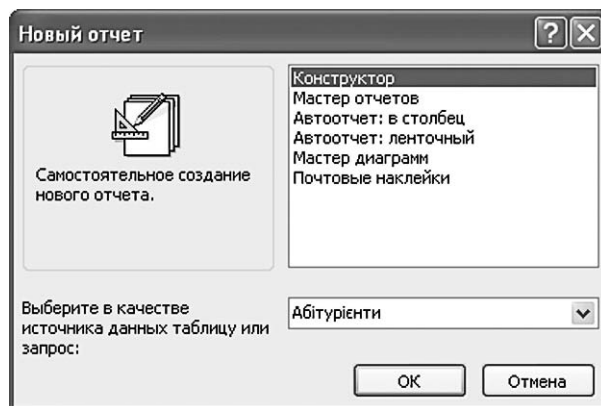 Новый отчет
Конструктор
Мастер отчетов
Автоотчет: в столбец
Автоотчет: ленточный
Мастер диаграмм
Почтовые наклейки
Самостоятельное создание
нового отчета.
Выберите в качестве
источника данных таблицу или
запрос:
Абітурієнти
ОК
Отмена